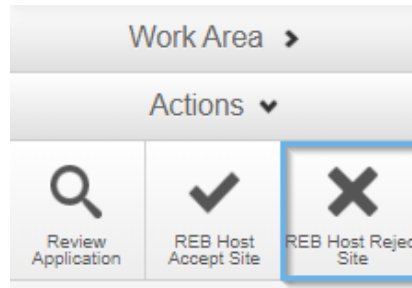 Work Area
Actions
Review
Application
REB Host
Accept Site
REB Host Rejec
Site